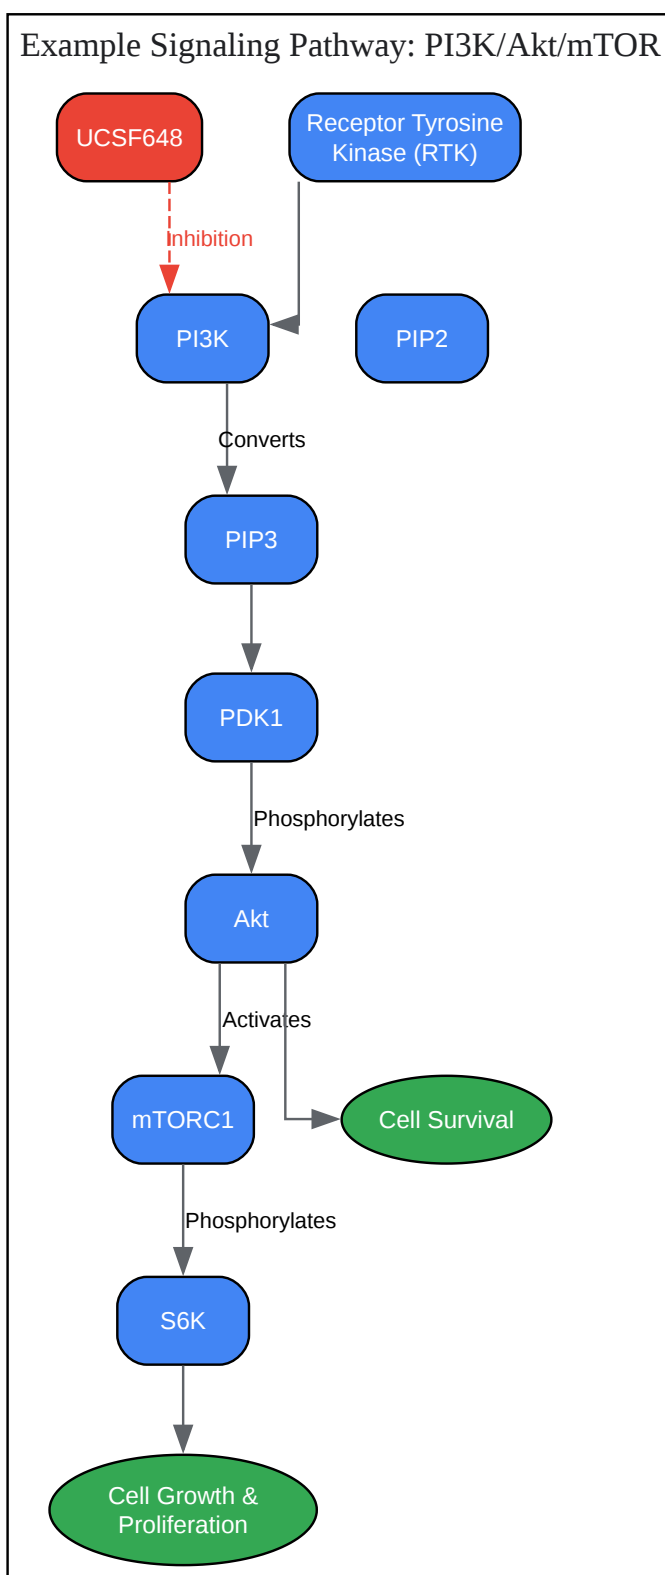 Example Signaling Pathway: PI3K/Akt/mTOR
UCSF648
Receptor Tyrosine
Kinase (RTK)
Inhibition
PI3K
PIP2
Converts
PIP3
PDK1
Phosphorylates
Akt
Activates
mTORC1
Cell Survival
Phosphorylates
S6K
Cell Growth &
Proliferation